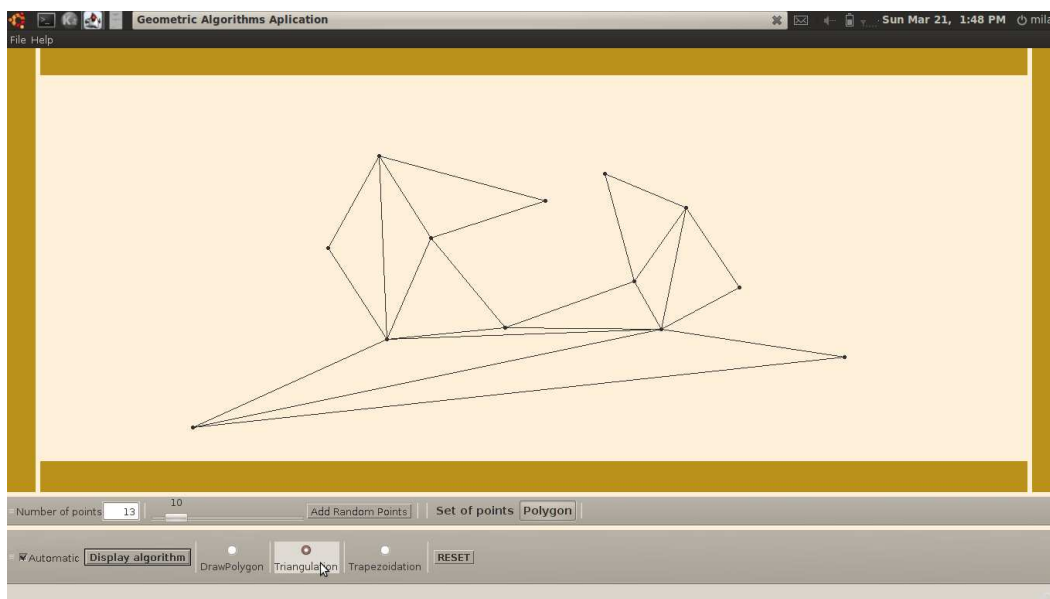 Geometric Algorithms Aplication
Sun Mar 21, 1:48 PM mila
File Help
Number of points 13 10 Add Random Points Set of points Polygon
Automatic Display algorithm DrawPolygon Triangulation Trapezoidation RESET